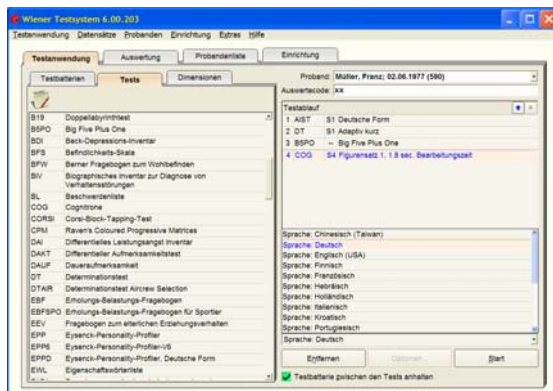 Wiener Testsystem 6.00.203
Testanwendung Datensätze Probanden Einrichtung Extras Hilfe
Testanwendung Auswertung Probandenliste Einrichtung
Testbatterien Tests Dimensionen
B19 Doppellabyrinthtest
B5PO Big Five Plus One
BDI Beck-Depressions-Inventar
BFS Befindlichkeits-Skala
BFW Berner Fragebogen zum Wohlbefinden
BIV Biographisches Inventar zur Diagnose von
Verhaltensstörungen
BL Beschwerdenliste
COG Cognitrone
CORSI Corsi-Block-Tapping-Test
CPM Raven's Coloured Progressive Matrices
DAI Differentielles Leistungsangst Inventar
DAKT Differentieller Aufmerksamkeitstest
DAUF Daueraufmerksamkeit
DT Determinationstest
DTAIR Determinationstest Aircrew Selection
EBF Erholungs-Belastungs-Fragebogen
EBFSPO Erholungs-Belastungs-Fragebogen für Sportler
EEV Fragebogen zum elterlichen Erziehungsverhalten
EPP Eysenck-Personality-Profiler
EPP6 Eysenck-Personality-Profiler-V6
EPPD Eysenck-Personality-Profiler, Deutsche Form
EWL Eigenschaftswörterliste
Proband: Müller, Franz; 02.06.1977 (590)
Auswertecode: xx
Testablauf
1 AIST S1 Deutsche Form
2 DT S1 Adaptiv kurz
3 B5PO -- Big Five Plus One
4 COG S4 Figurensatz 1, 1.8 sec. Bearbeitungszeit
Sprache: Chinesisch (Taiwan)
Sprache: Deutsch
Sprache: Englisch (USA)
Sprache: Finnisch
Sprache: Französisch
Sprache: Hebräisch
Sprache: Holländisch
Sprache: Italienisch
Sprache: Kroatisch
Sprache: Portugiesisch
Sprache: Deutsch
Entfernen Optionen... Start
Testbatterie zwischen den Tests anhalten